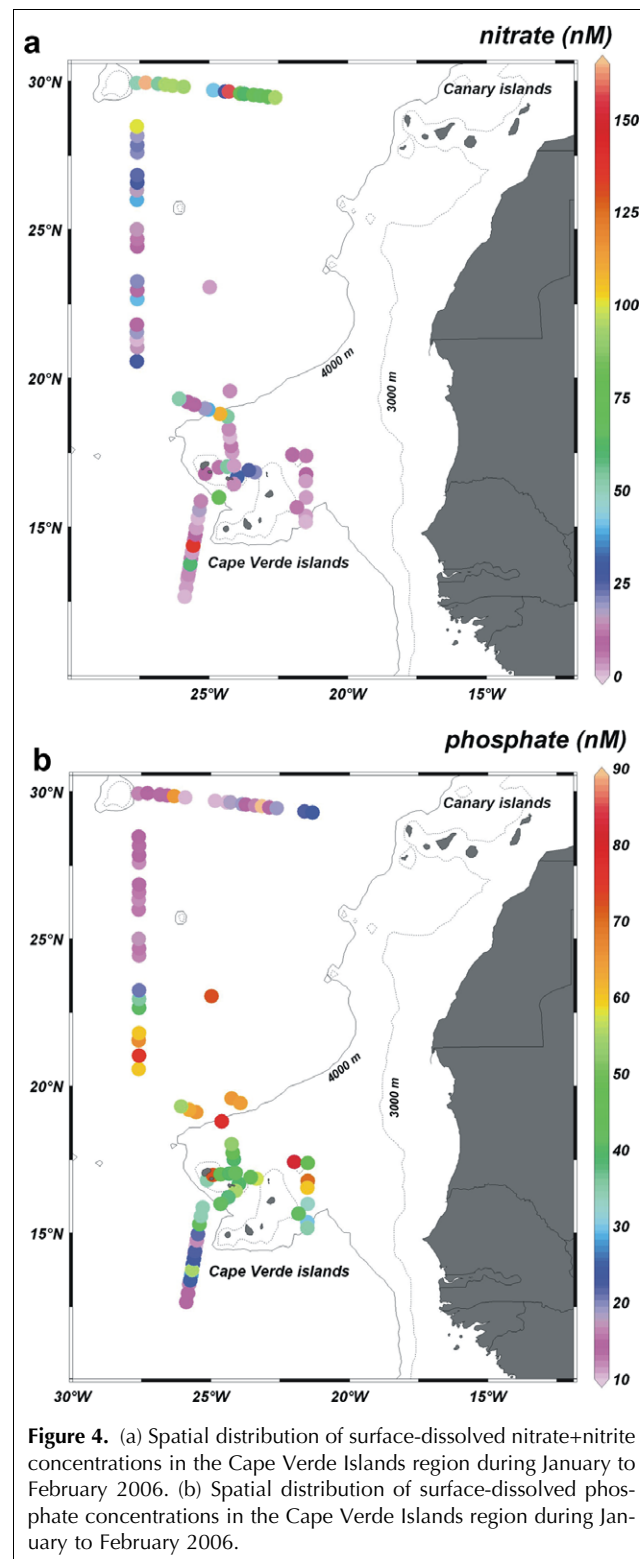 a
nitrate (nM)
30°N
Canary islands
150
125
25°N
100
4000 m
3000 m
20°N
75
50
15°N
Cape Verde islands
25
0
25°W
20°W
15°W
b
phosphate (nM)
90
30°N
Canary islands
80
70
25°N
60
4000 m
3000 m
20°N
50
40
30
15°N
Cape Verde islands
20
10
30°W
25°W
20°W
15°W
Figure 4. (a) Spatial distribution of surface-dissolved nitrate+nitrite
concentrations in the Cape Verde Islands region during January to
February 2006. (b) Spatial distribution of surface-dissolved phos-
phate concentrations in the Cape Verde Islands region during Jan-
uary to February 2006.